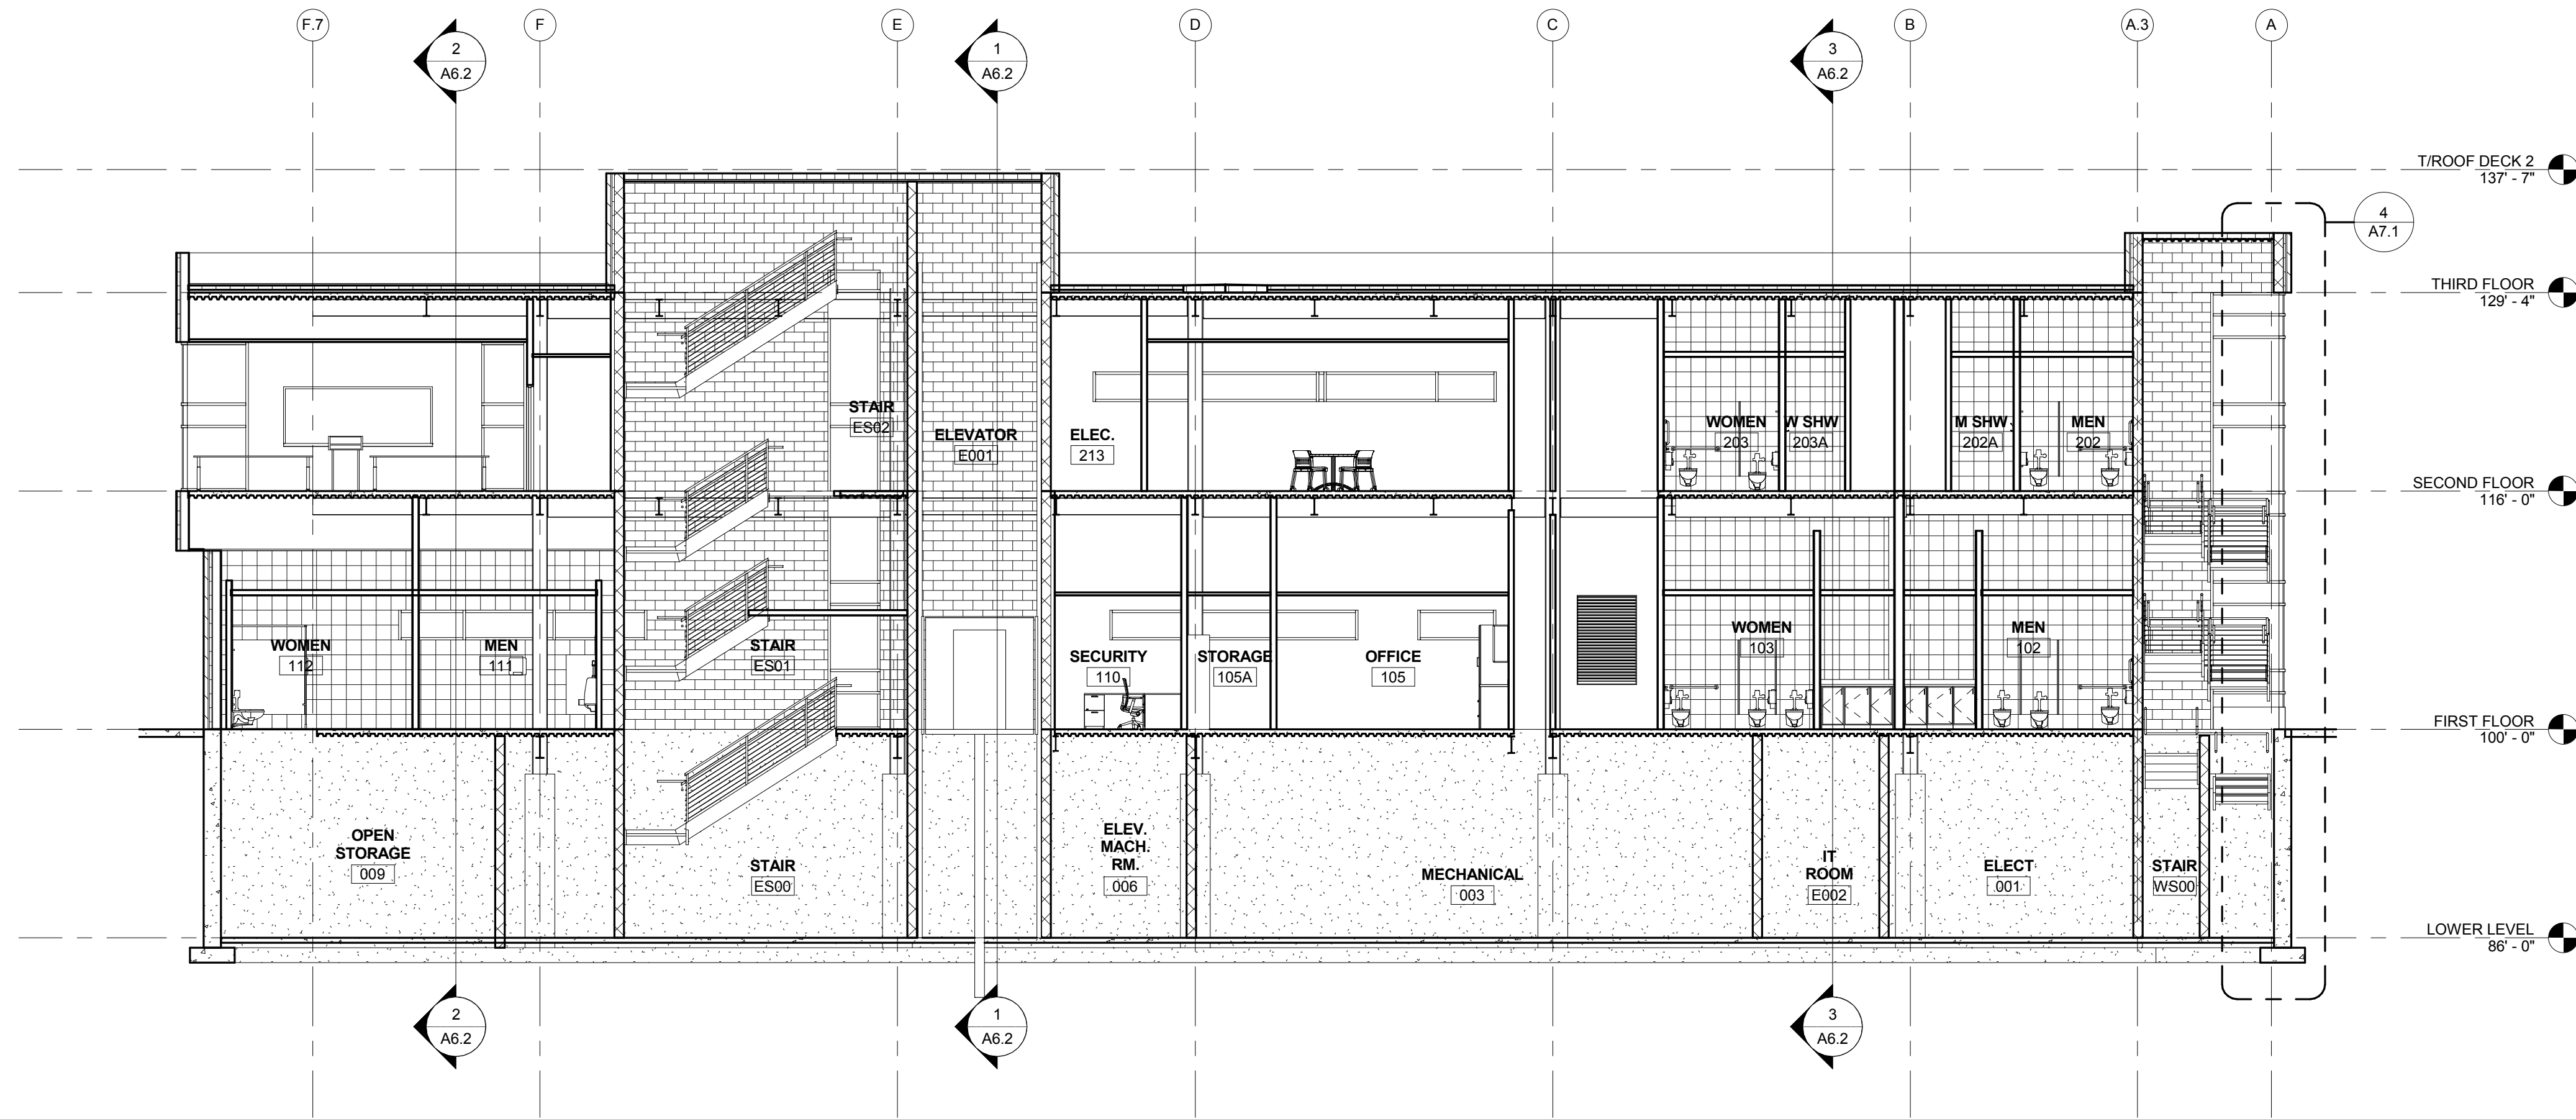 F.7
F
E
D
C
B
A.3
A
2
A6.2
1
A6.2
3
A6.2
T/ROOF DECK 2
137' - 7"
4
A7.1
THIRD FLOOR
129' - 4"
STAIR
ES02
ELEVATOR
E001
ELEC.
213
WOMEN
203
W SHW
203A
M SHW
202A
MEN
202
SECOND FLOOR
116' - 0"
WOMEN
112
MEN
111
STAIR
ES01
SECURITY
110
STORAGE
105A
OFFICE
105
WOMEN
103
MEN
102
FIRST FLOOR
100' - 0"
OPEN
STORAGE
009
STAIR
ES00
ELEV.
MACH.
RM.
006
MECHANICAL
003
IT
ROOM
E002
ELECT
001
STAIR
WS00
LOWER LEVEL
86' - 0"
2
A6.2
1
A6.2
3
A6.2